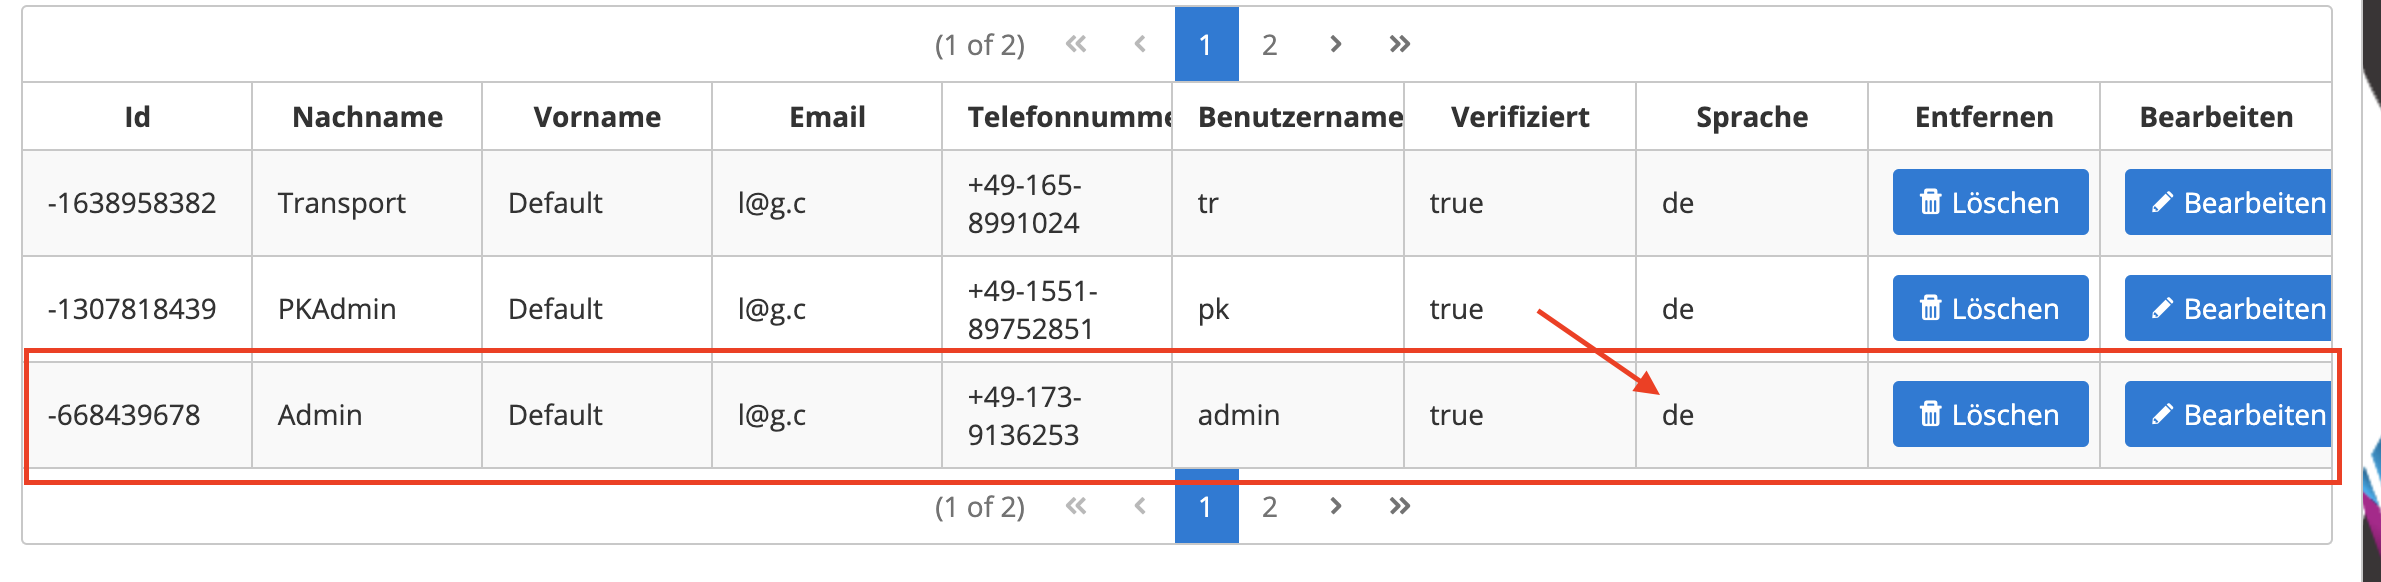 (1 of 2) « ‹ 1 2 › »
Id Nachname Vorname Email Telefonnumme Benutzername Verifiziert Sprache Entfernen Bearbeiten
-1638958382 Transport Default l@g.c +49-165- tr true de Löschen Bearbeiten
8991024
-1307818439 PKAdmin Default l@g.c +49-1551- pk true de Löschen Bearbeiten
89752851
-668439678 Admin Default l@g.c +49-173- admin true de Löschen Bearbeiten
9136253
(1 of 2) « ‹ 1 2 › »